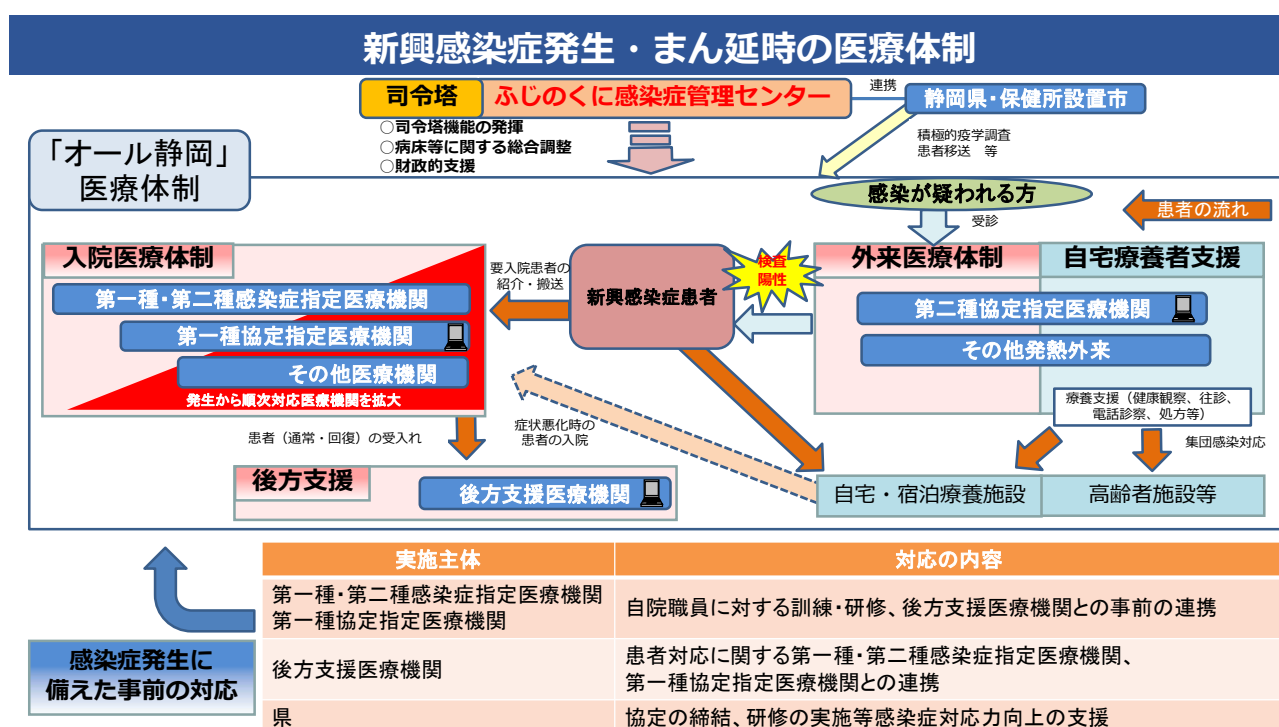 新興感染症発生・まん延時の医療体制
司令塔
ふじのくに感染症管理センター
連携
静岡県・保健所設置市
○司令塔機能の発揮
○病床等に関する総合調整
○財政的支援
積極的疫学調査
患者移送 等
「オール静岡」
医療体制
感染が疑われる方
受診
患者の流れ
入院医療体制
第一種・第二種感染症指定医療機関
第一種協定指定医療機関
その他医療機関
発生から順次対応医療機関を拡大
要入院患者の
紹介・搬送
新興感染症患者
検査
陽性
外来医療体制
自宅療養者支援
第二種協定指定医療機関
その他発熱外来
療養支援（健康観察、往診、
電話診察、処方等）
集団感染対応
患者（通常・回復）の受入れ
症状悪化時の
患者の入院
後方支援
後方支援医療機関
自宅・宿泊療養施設
高齢者施設等
感染症発生に
備えた事前の対応
実施主体
対応の内容
第一種・第二種感染症指定医療機関
第一種協定指定医療機関
自院職員に対する訓練・研修、後方支援医療機関との事前の連携
後方支援医療機関
患者対応に関する第一種・第二種感染症指定医療機関、
第一種協定指定医療機関との連携
県
協定の締結、研修の実施等感染症対応力向上の支援